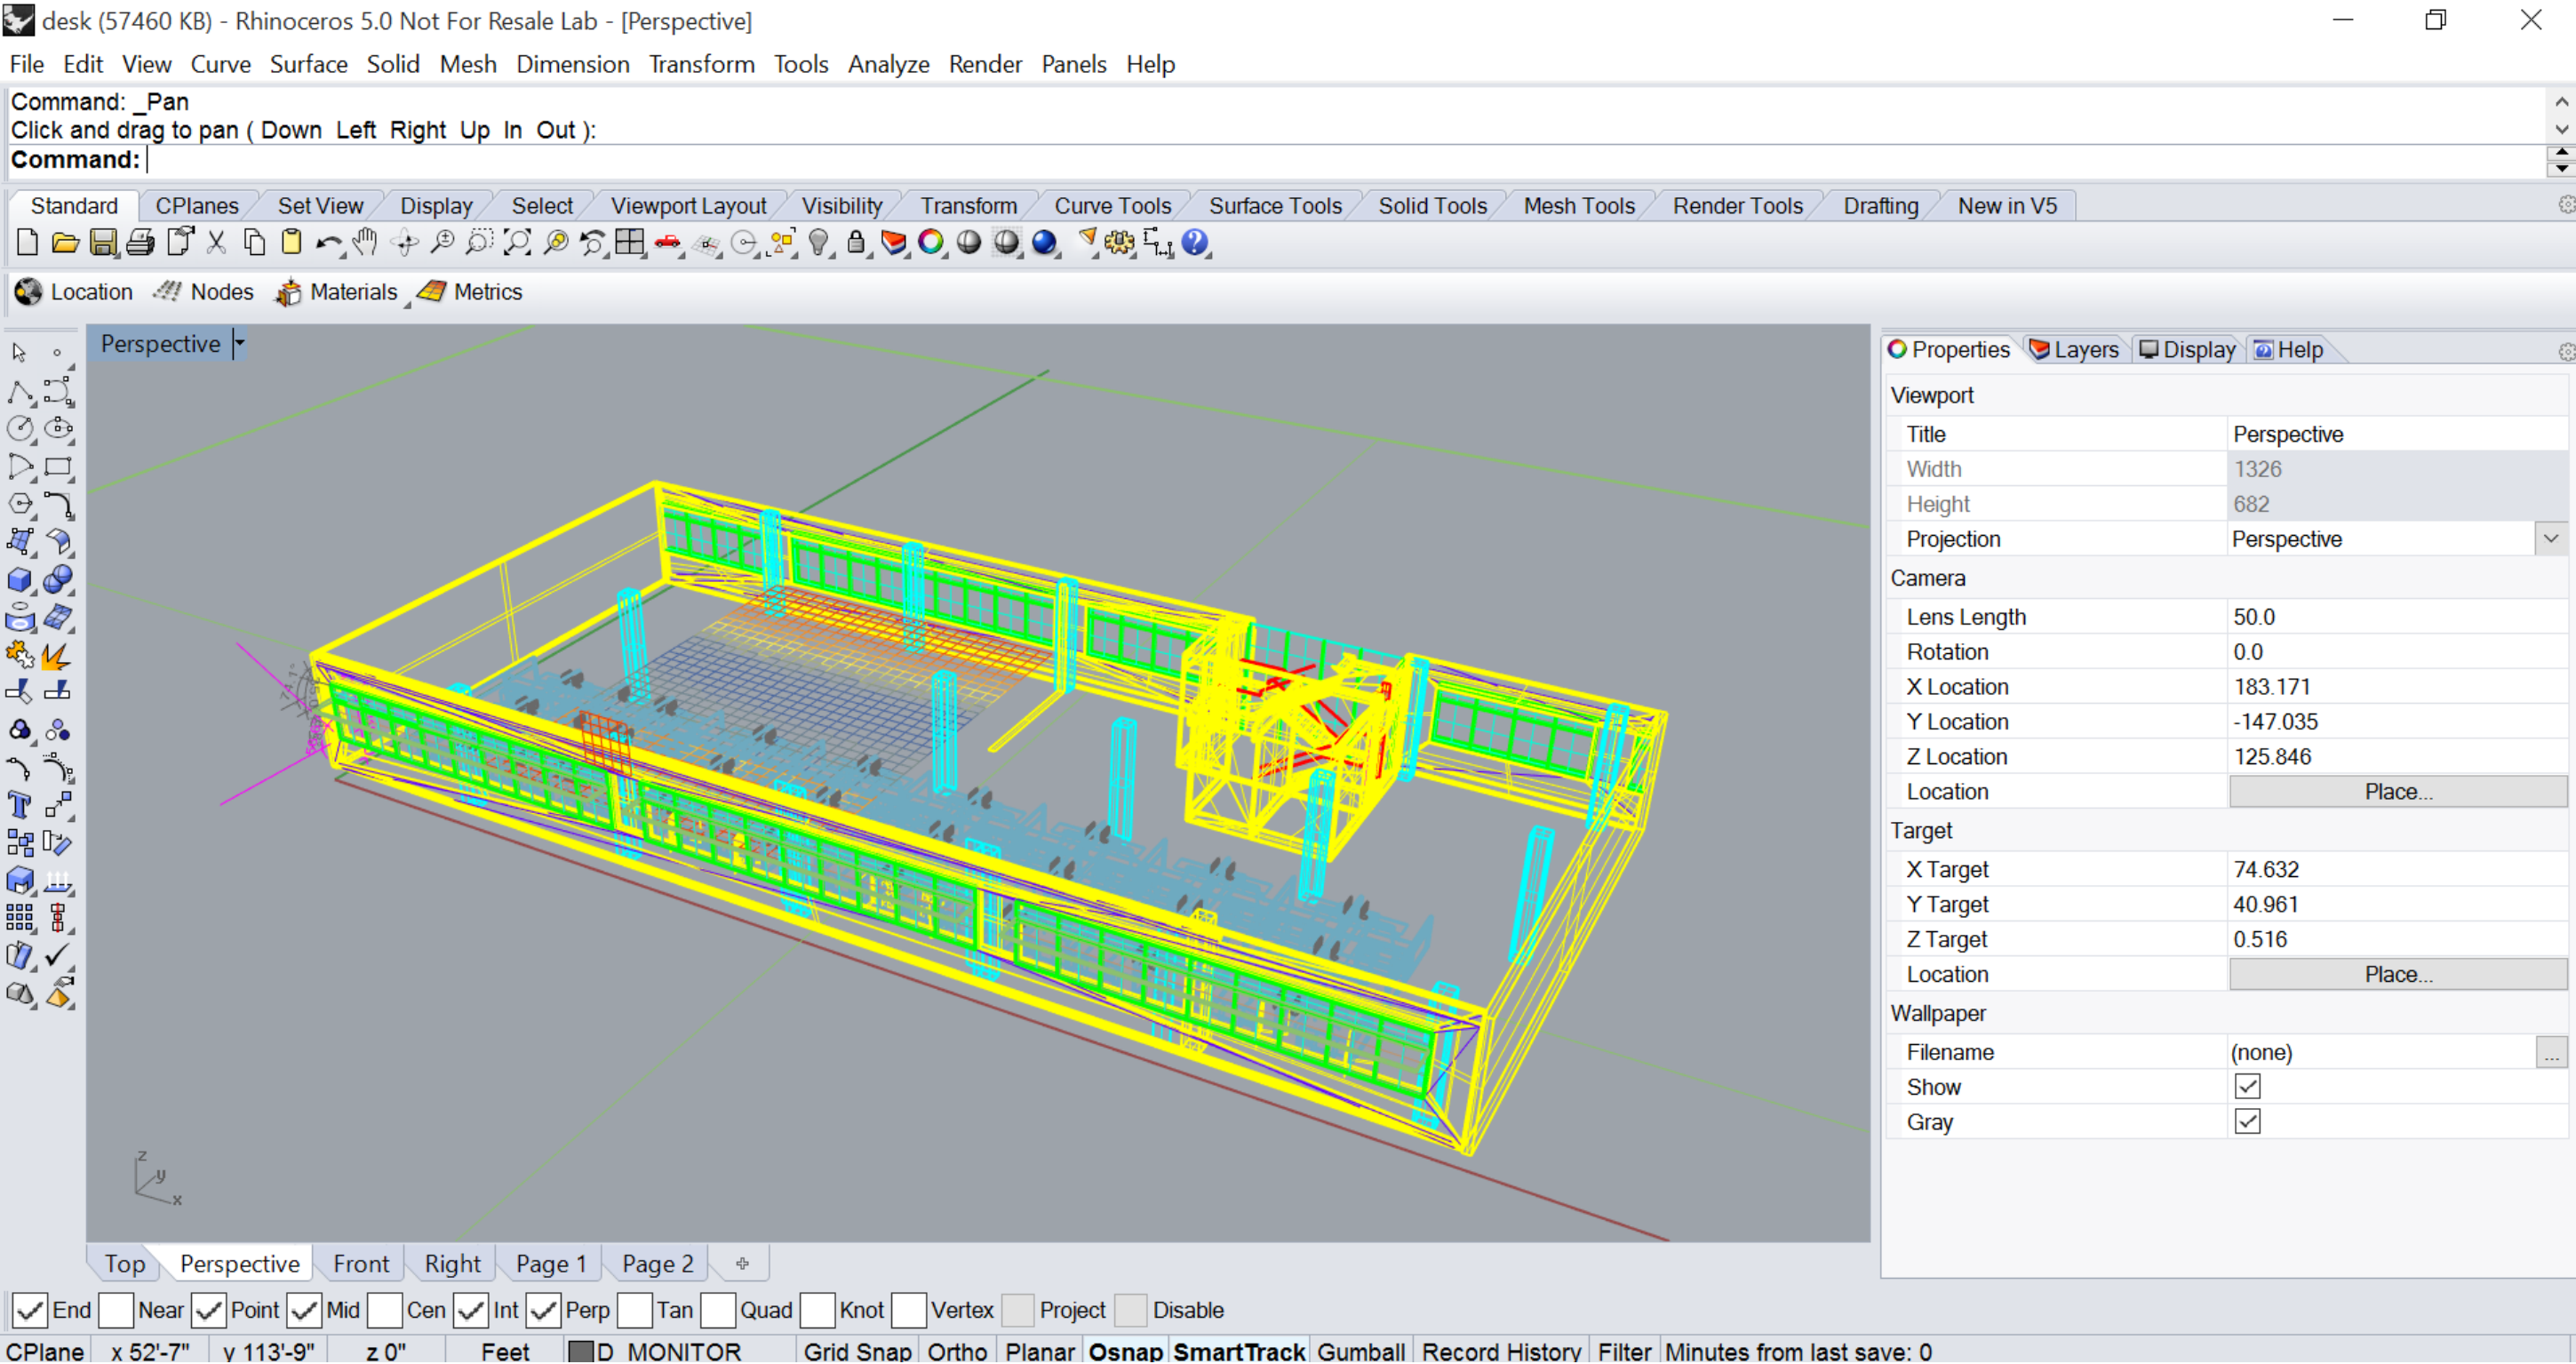 desk (57460 KB) - Rhinoceros 5.0 Not For Resale Lab - [Perspective]
File Edit View Curve Surface Solid Mesh Dimension Transform Tools Analyze Render Panels Help
Command: _Pan
Click and drag to pan ( Down Left Right Up In Out ):
Command:
Standard CPlanes Set View Display Select Viewport Layout Visibility Transform Curve Tools Surface Tools Solid Tools Mesh Tools Render Tools Drafting New in V5
Location Nodes Materials Metrics
Perspective
Properties Layers Display Help
Viewport
Title Perspective
Width 1326
Height 682
Projection Perspective
Camera
Lens Length 50.0
Rotation 0.0
X Location 183.171
Y Location -147.035
Z Location 125.846
Location Place...
Target
X Target 74.632
Y Target 40.961
Z Target 0.516
Location Place...
Wallpaper
Filename (none) ...
Show
Gray
z
y
x
Top Perspective Front Right Page 1 Page 2
End Near Point Mid Cen Int Perp Tan Quad Knot Vertex Project Disable
CPlane x 52'-7" y 113'-9" z 0" Feet D_MONITOR Grid Snap Ortho Planar Osnap SmartTrack Gumball Record History Filter Minutes from last save: 0